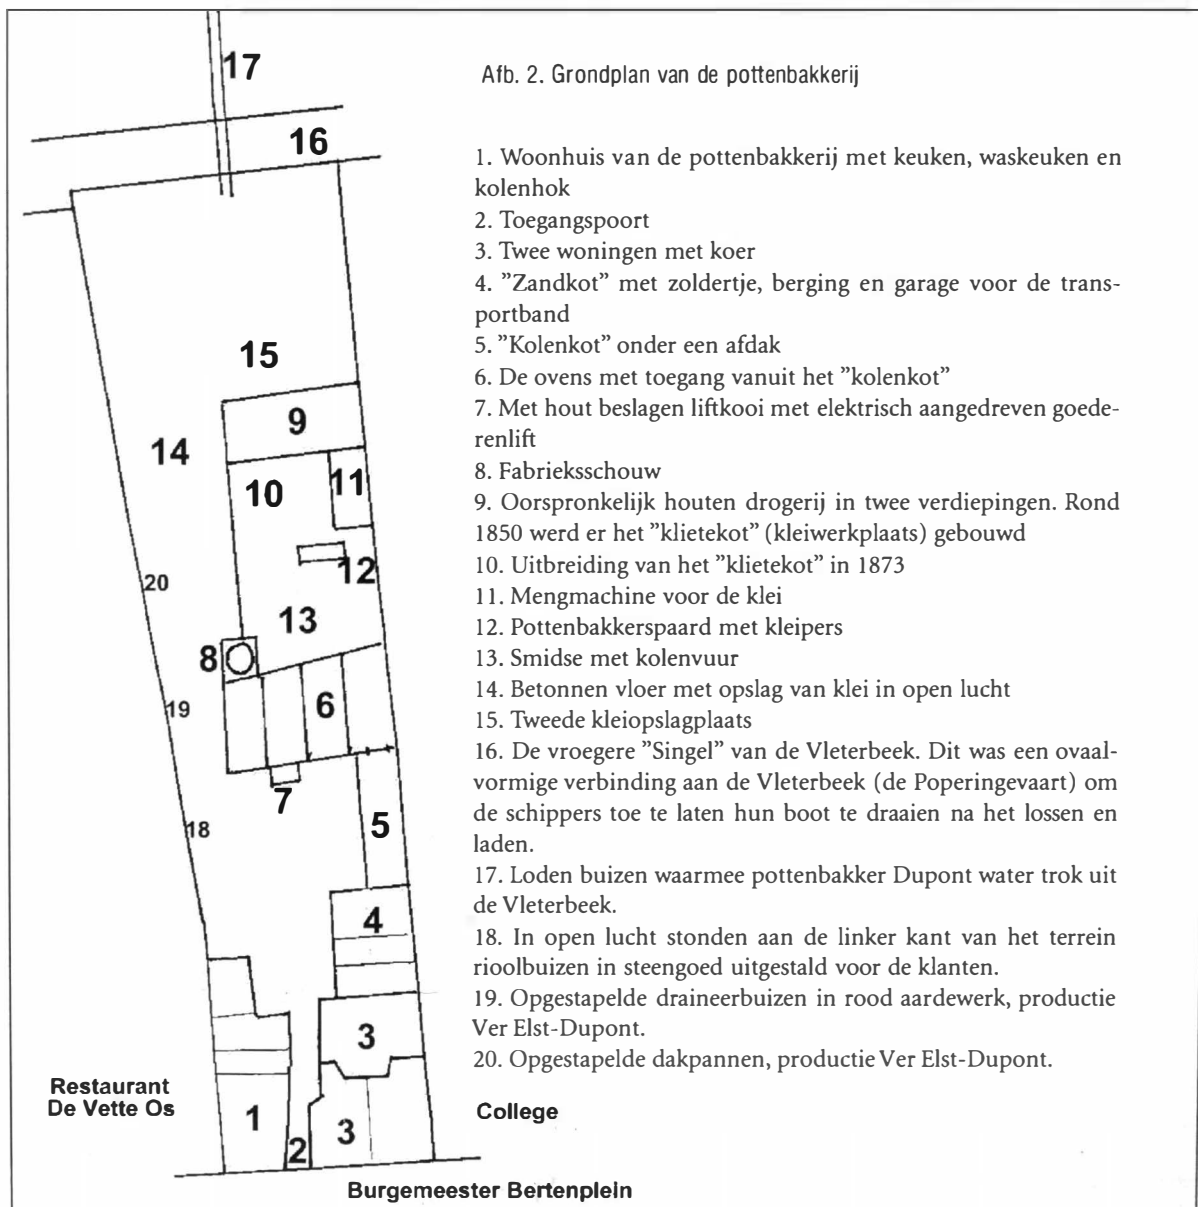 17
16
15
9
14
11
10
12
20
13
8
6
19
7
5
18
4
3
Restaurant
De Vette Os
1
2
3
College
Burgemeester Bertenplein
Afb. 2. Grondplan van de pottenbakkerij
1. Woonhuis van de pottenbakkerij met keuken, waskeuken en
kolenhok
2. Toegangspoort
3. Twee woningen met koer
4. ”Zandkot” met zoldertje, berging en garage voor de trans-
portband
5. ”Kolenkot” onder een afdak
6. De ovens met toegang vanuit het ”kolenkot”
7. Met hout beslagen liftkooi met elektrisch aangedreven goede-
renlift
8. Fabrieksschouw
9. Oorspronkelijk houten drogerij in twee verdiepingen. Rond
1850 werd er het ”klietekot” (kleiwerkplaats) gebouwd
10. Uitbreiding van het ”klietekot” in 1873
11. Mengmachine voor de klei
12. Pottenbakkerspaard met kleipers
13. Smidse met kolenvuur
14. Betonnen vloer met opslag van klei in open lucht
15. Tweede kleiopslagplaats
16. De vroegere ”Singel” van de Vleterbeek. Dit was een ovaal-
vormige verbinding aan de Vleterbeek (de Poperingevaart) om
de schippers toe te laten hun boot te draaien na het lossen en
laden.
17. Loden buizen waarmee pottenbakker Dupont water trok uit
de Vleterbeek.
18. In open lucht stonden aan de linker kant van het terrein
rioolbuizen in steengoed uitgestald voor de klanten.
19. Opgestapelde draineerbuizen in rood aardewerk, productie
Ver Elst-Dupont.
20. Opgestapelde dakpannen, productie Ver Elst-Dupont.